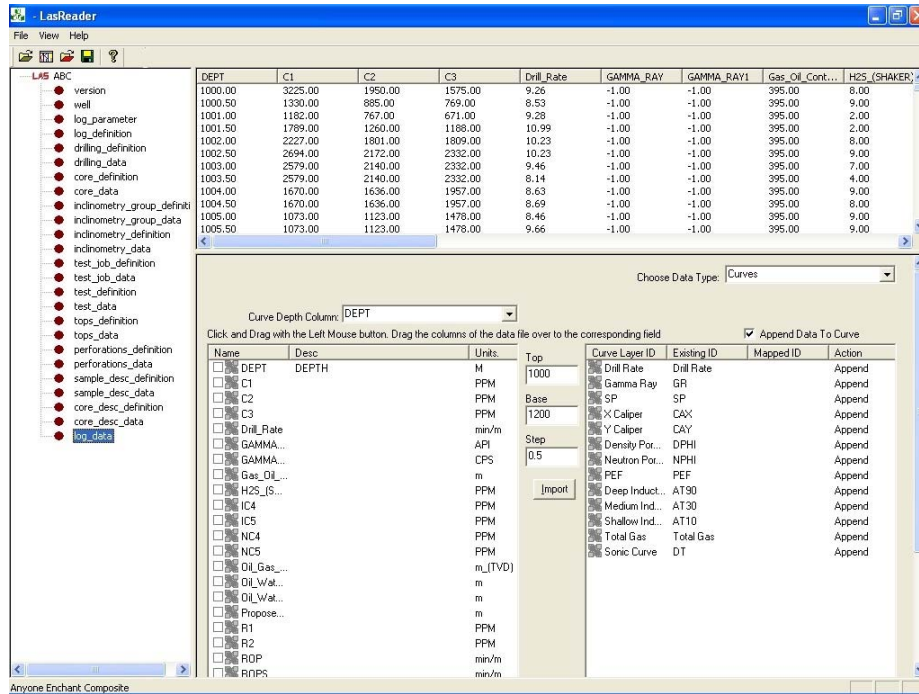 - LasReader
File View Help
LAS ABC
version
well
log_parameter
log_definition
drilling_definition
drilling_data
core_definition
core_data
inclinometry_group_definiti
inclinometry_group_data
inclinometry_definition
inclinometry_data
test_job_definition
test_job_data
test_definition
test_data
tops_definition
tops_data
perforations_definition
perforations_data
sample_desc_definition
sample_desc_data
core_desc_definition
core_desc_data
log_data
DEPT C1 C2 C3 Drill_Rate GAMMA_RAY GAMMA_RAY1 Gas_Oil_Cont... H2S_(SHAKER)
1000.00 3225.00 1950.00 1575.00 9.26 -1.00 -1.00 395.00 8.00
1000.50 1330.00 885.00 769.00 8.53 -1.00 -1.00 395.00 9.00
1001.00 1182.00 767.00 671.00 9.28 -1.00 -1.00 395.00 2.00
1001.50 1789.00 1260.00 1188.00 10.99 -1.00 -1.00 395.00 2.00
1002.00 2227.00 1801.00 1809.00 10.23 -1.00 -1.00 395.00 8.00
1002.50 2694.00 2172.00 2332.00 10.23 -1.00 -1.00 395.00 9.00
1003.00 2579.00 2140.00 2332.00 9.46 -1.00 -1.00 395.00 7.00
1003.50 2579.00 2140.00 2332.00 8.14 -1.00 -1.00 395.00 4.00
1004.00 1670.00 1636.00 1957.00 8.63 -1.00 -1.00 395.00 9.00
1004.50 1670.00 1636.00 1957.00 8.69 -1.00 -1.00 395.00 8.00
1005.00 1073.00 1123.00 1478.00 8.46 -1.00 -1.00 395.00 9.00
1005.50 1073.00 1123.00 1478.00 9.66 -1.00 -1.00 395.00 9.00
Choose Data Type: Curves
Curve Depth Column: DEPT
Click and Drag with the Left Mouse button. Drag the columns of the data file over to the corresponding field
Append Data To Curve
Name Desc Units.
DEPT DEPTH M
C1 PPM
C2 PPM
C3 PPM
Drill_Rate min/m
GAMMA... API
GAMMA... CPS
Gas_Oil_... m
H2S_(S... PPM
IC4 PPM
IC5 PPM
NC4 PPM
NC5 PPM
Oil_Gas_... m_(TVD)
Oil_Wat... m
Oil_Wat... m
Propose... m
R1 PPM
R2 PPM
ROP min/m
ROPS min/m
Top
1000
Base
1200
Step
0.5
Import
Curve Layer ID Existing ID Mapped ID Action
Drill Rate Drill Rate Append
Gamma Ray GR Append
SP SP Append
X Caliper CAX Append
Y Caliper CAY Append
Density Por... DPHI Append
Neutron Por... NPHI Append
PEF PEF Append
Deep Induct... AT90 Append
Medium Ind... AT30 Append
Shallow Ind... AT10 Append
Total Gas Total Gas Append
Sonic Curve DT Append
Anyone Enchant Composite